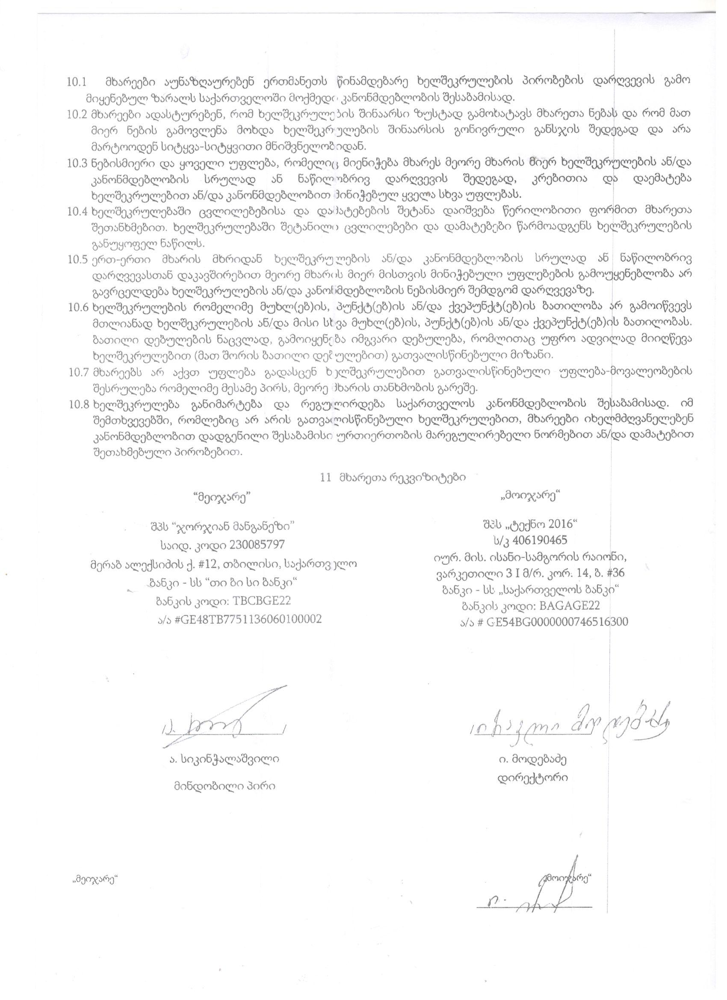 10.1 მხარეები აუნაზღაურებენ ერთმანეთს წინამდებარე ხელშეკრულების პირობების დარღვევის გამო
მიყენებულ ზარალს საქართველოში მოქმედი კანონმდებლობის შესაბამისად.
10.2 მხარეები ადასტურებენ, რომ ხელშეკრულების შინაარსი ზუსტად გამოხატავს მხარეთა ნებას და რომ მათ
მიერ ნების გამოვლენა მოხდა ხელშეკრულების შინაარსის გონივრული განსჯის შედეგად და არა
მარტოოდენ სიტყვა-სიტყვითი მნიშვნელობიდან.
10.3 ნებისმიერი და ყოველი უფლება, რომელიც მიენიჭება მხარეს მეორე მხარის მიერ ხელშეკრულების ან/და
კანონმდებლობის სრულად ან ნაწილობრივ დარღვევის შედეგად, კრებითია და დაემატება
ხელშეკრულებით ან/და კანონმდებლობით მინიჭებულ ყველა სხვა უფლებას.
10.4 ხელშეკრულებაში ცვლილებებისა და დამატებების შეტანა დაიშვება წერილობითი ფორმით მხარეთა
შეთანხმებით. ხელშეკრულებაში შეტანილი ცვლილებები და დამატებები წარმოადგენს ხელშეკრულების
განუყოფელ ნაწილს.
10.5 ერთ-ერთი მხარის მხრიდან ხელშეკრულების ან/და კანონმდებლობის სრულად ან ნაწილობრივ
დარღვევასთან დაკავშირებით მეორე მხარის მიერ მისთვის მინიჭებული უფლებების გამოუყენებლობა არ
გავრცელდება ხელშეკრულების ან/და კანონმდებლობის ნებისმიერ შემდგომ დარღვევაზე.
10.6 ხელშეკრულების რომელიმე მუხლ(ებ)ის, პუნქტ(ებ)ის ან/და ქვეპუნქტ(ებ)ის ბათილობა არ გამოიწვევს
მთლიანად ხელშეკრულების ან/და მისი სხვა მუხლ(ებ)ის, პუნქტ(ებ)ის ან/და ქვეპუნქტ(ებ)ის ბათილობას.
ბათილი დებულების ნაცვლად, გამოიყენება იმგვარი დებულება, რომლითაც უფრო ადვილად მიიღწევა
ხელშეკრულებით (მათ შორის ბათილი დებულებით) გათვალისწინებული მიზანი.
10.7 მხარეებს არ აქვთ უფლება გადასცენ ხელშეკრულებით გათვალისწინებული უფლება-მოვალეობების
შესრულება რომელიმე მესამე პირს, მეორე მხარის თანხმობის გარეშე.
10.8 ხელშეკრულება განიმარტება და რეგულირდება საქართველოს კანონმდებლობის შესაბამისად. იმ
შემთხვევებში, რომლებიც არ არის გათვალისწინებული ხელშეკრულებით, მხარეები იხელმძღვანელებენ
კანონმდებლობით დადგენილი შესაბამისი ურთიერთობის მარეგულირებელი ნორმებით ან/და დამატებით
შეთახმებული პირობებით.
11 მხარეთა რეკვიზიტები
“მეიჯარე”
შპს “ჯორჯიან მანგანეზი”
საიდ. კოდი 230085797
მერაბ ალექსიძის ქ. #12, თბილისი, საქართველო
ბანკი - სს “თი ბი სი ბანკი“
ბანკის კოდი: TBCBGE22
ა/ა #GE48TB7751136060100002
„მოიჯარე“
შპს „ტექნო 2016“
ს/კ 406190465
იურ. მის. ისანი-სამგორის რაიონი,
ვარკეთილი 3 I მ/რ. კორ. 14, ბ. #36
ბანკი - სს „საქართველოს ბანკი“
ბანკის კოდი: BAGAGE22
ა/ა # GE54BG0000000746516300
ა. სიკინჭალაშვილი
მინდობილი პირი
ირაკლი მოდებაძე
ი. მოდებაძე
დირექტორი
„მეიჯარე“
„მოიჯარე“